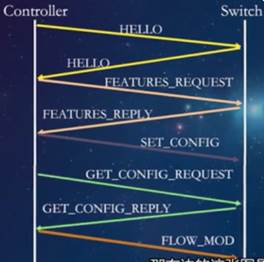 Controller Switch
HELLO
HELLO
FEATURES_REQUEST
FEATURES_REPLY
SET_CONFIG
GET_CONFIG_REQUEST
GET_CONFIG_REPLY
FLOW_MOD